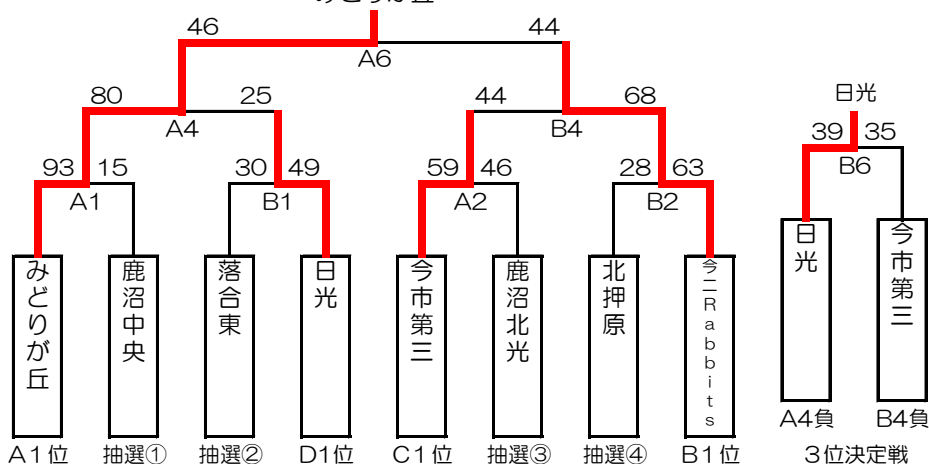 みどりが丘
46 44
A6
80 25 44 68 日光
A4 B4 39 35
93 15 30 49 59 46 28 63 B6
A1 B1 A2 B2
みどりが丘
鹿沼中央
落合東
日光
今市第三
鹿沼北光
北押原
今二Rabbits
日光
今市第三
A4負 B4負
A1位 抽選① 抽選② D1位 C1位 抽選③ 抽選④ B1位 3位決定戦